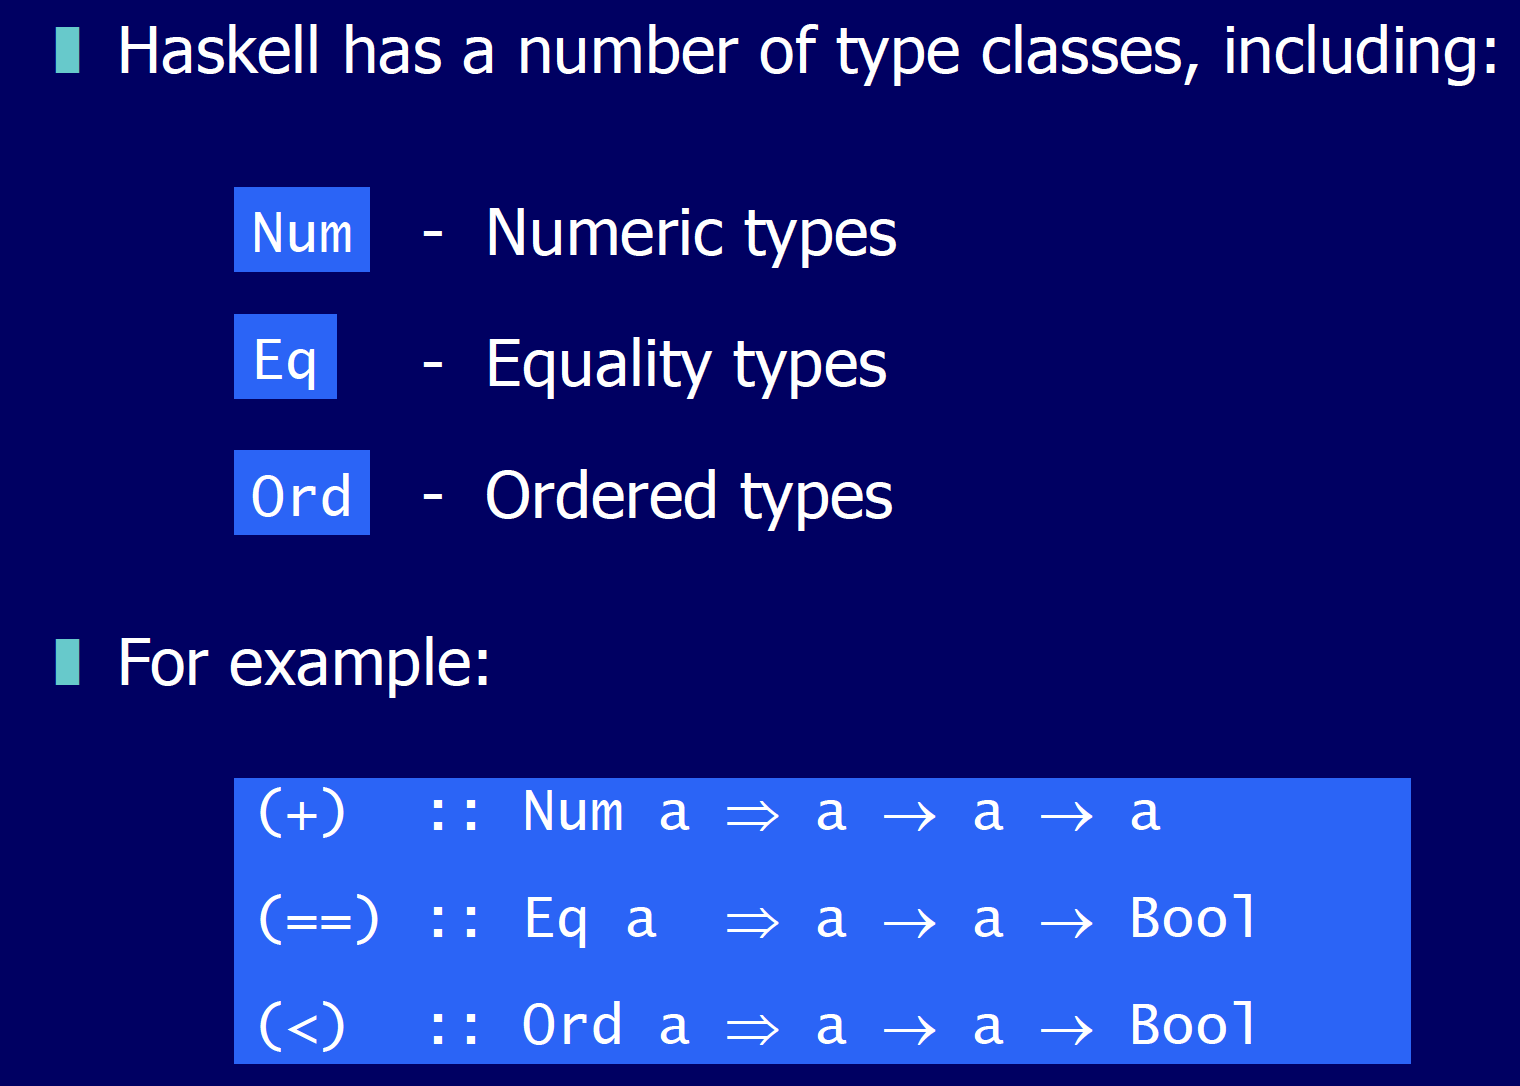 Haskell has a number of type classes, including:
Num - Numeric types
Eq - Equality types
Ord - Ordered types
For example:
(+) :: Num a ⇒ a → a → a
(==) :: Eq a ⇒ a → a → Bool
(<) :: Ord a ⇒ a → a → Bool